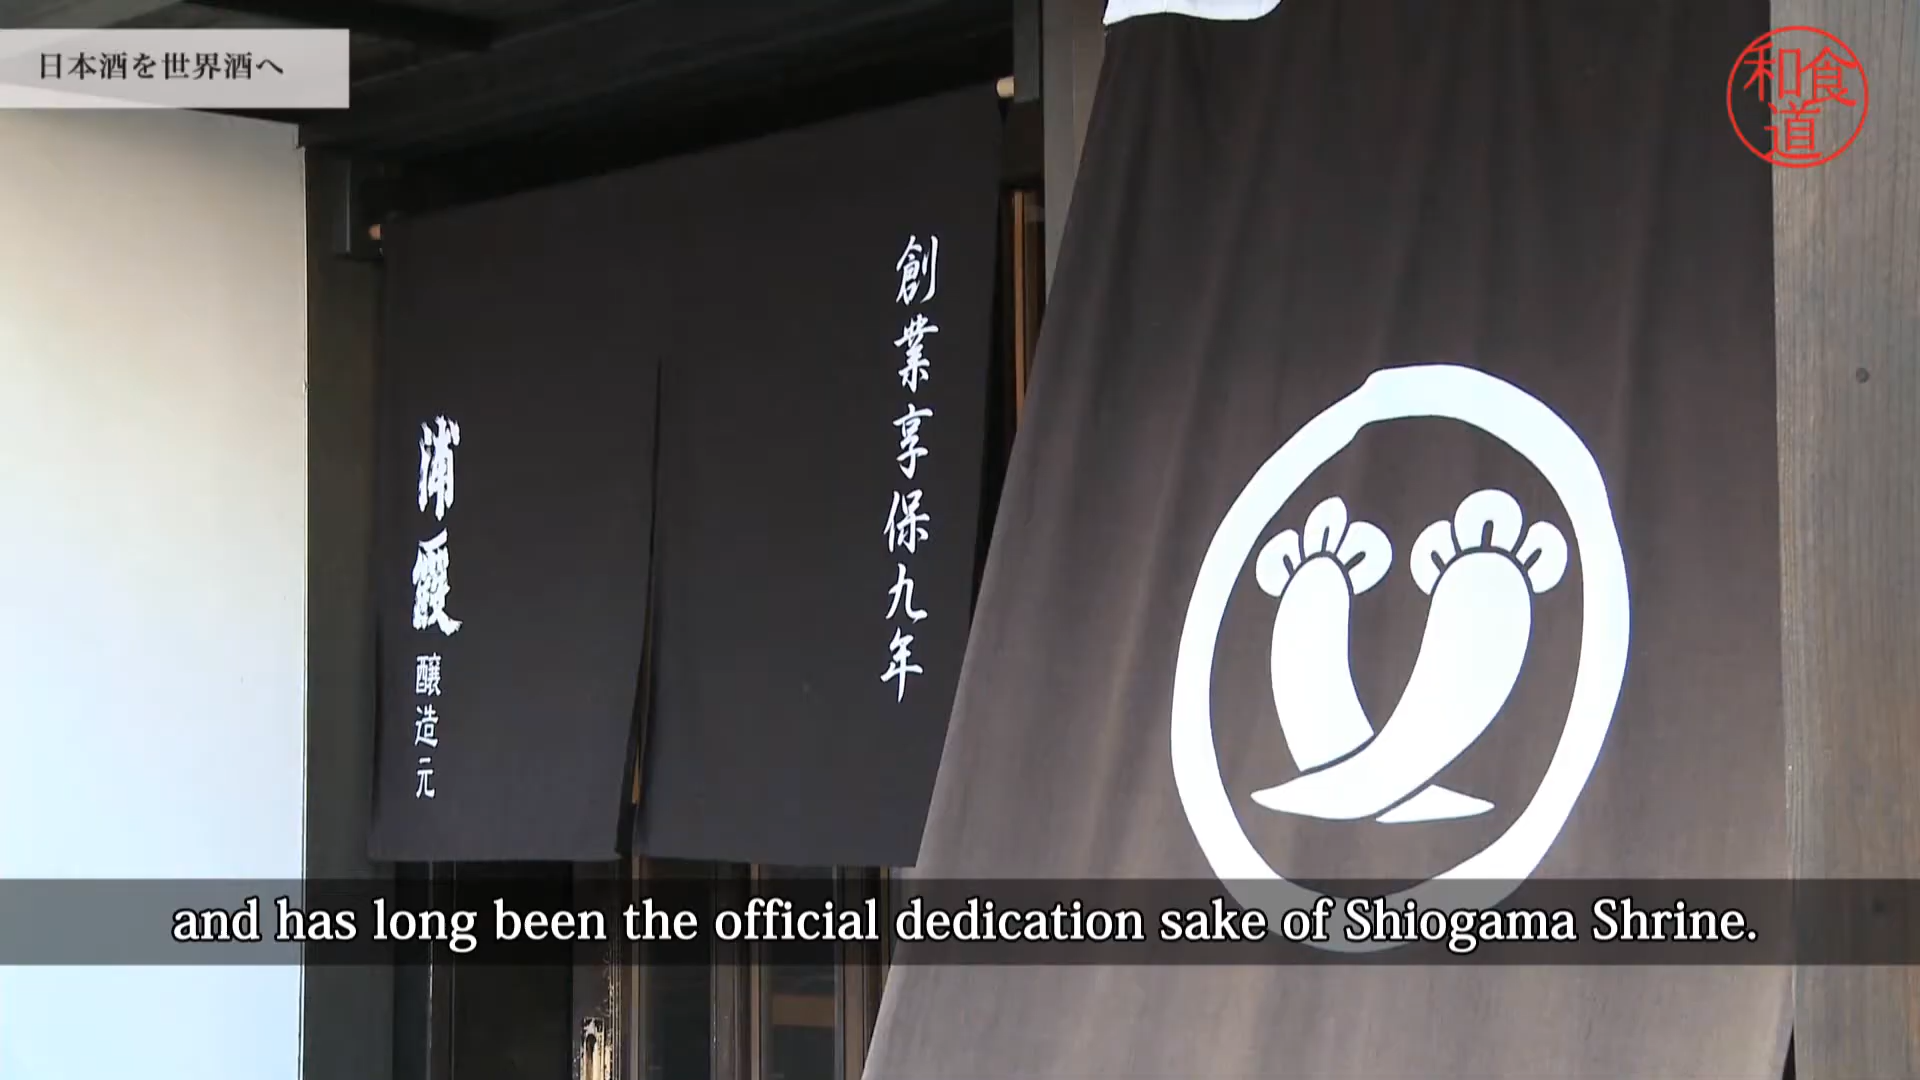 日本酒を世界酒へ
和食道
創業享保九年
浦霞
醸造元
and has long been the official dedication sake of Shiogama Shrine.